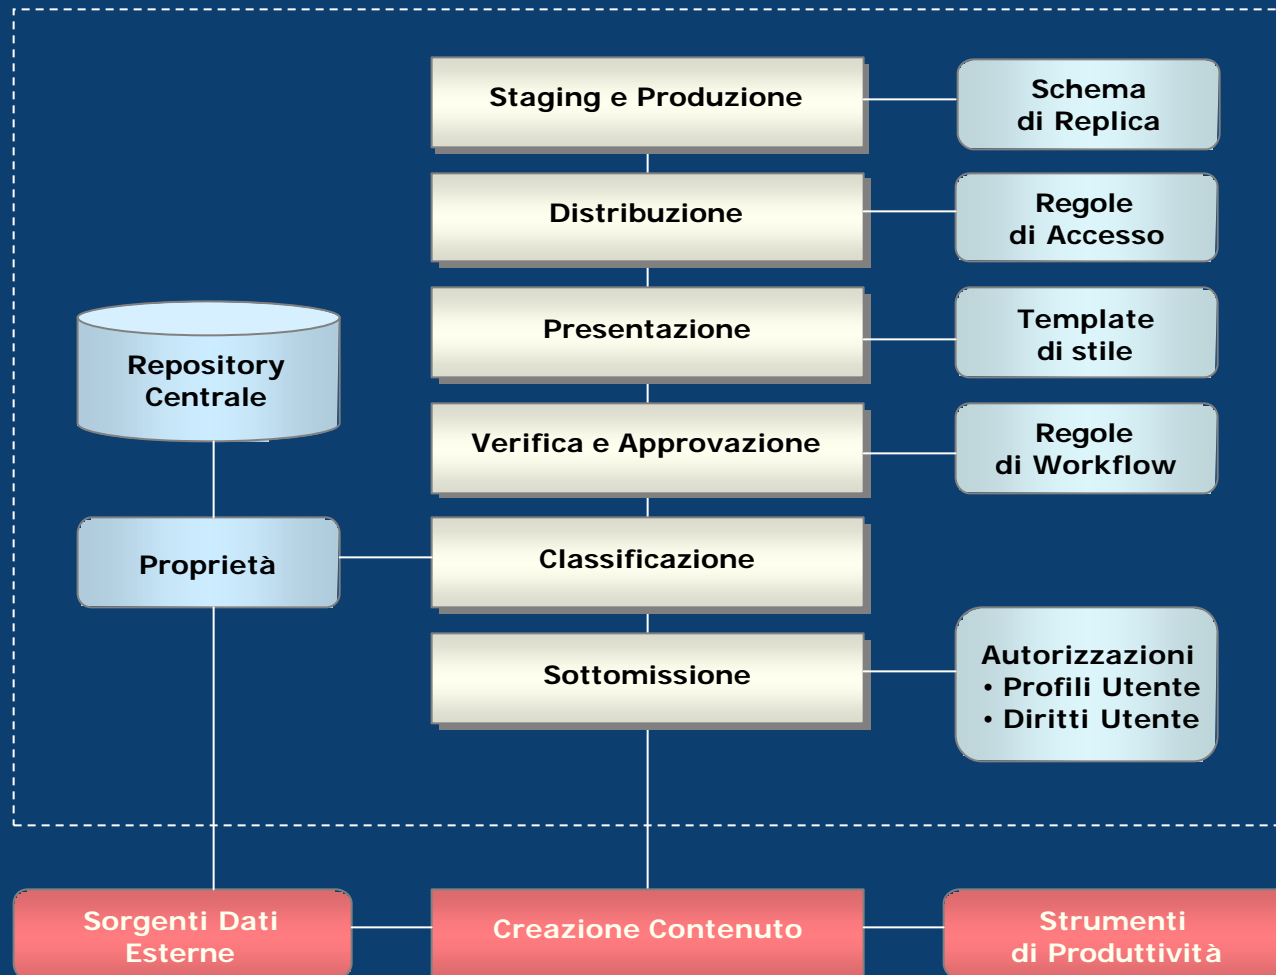 Staging e Produzione
Schema
di Replica
Distribuzione
Regole
di Accesso
Presentazione
Template
di stile
Repository
Centrale
Verifica e Approvazione
Regole
di Workflow
Proprietà
Classificazione
Sottomissione
Autorizzazioni
• Profili Utente
• Diritti Utente
Sorgenti Dati
Esterne
Creazione Contenuto
Strumenti
di Produttività